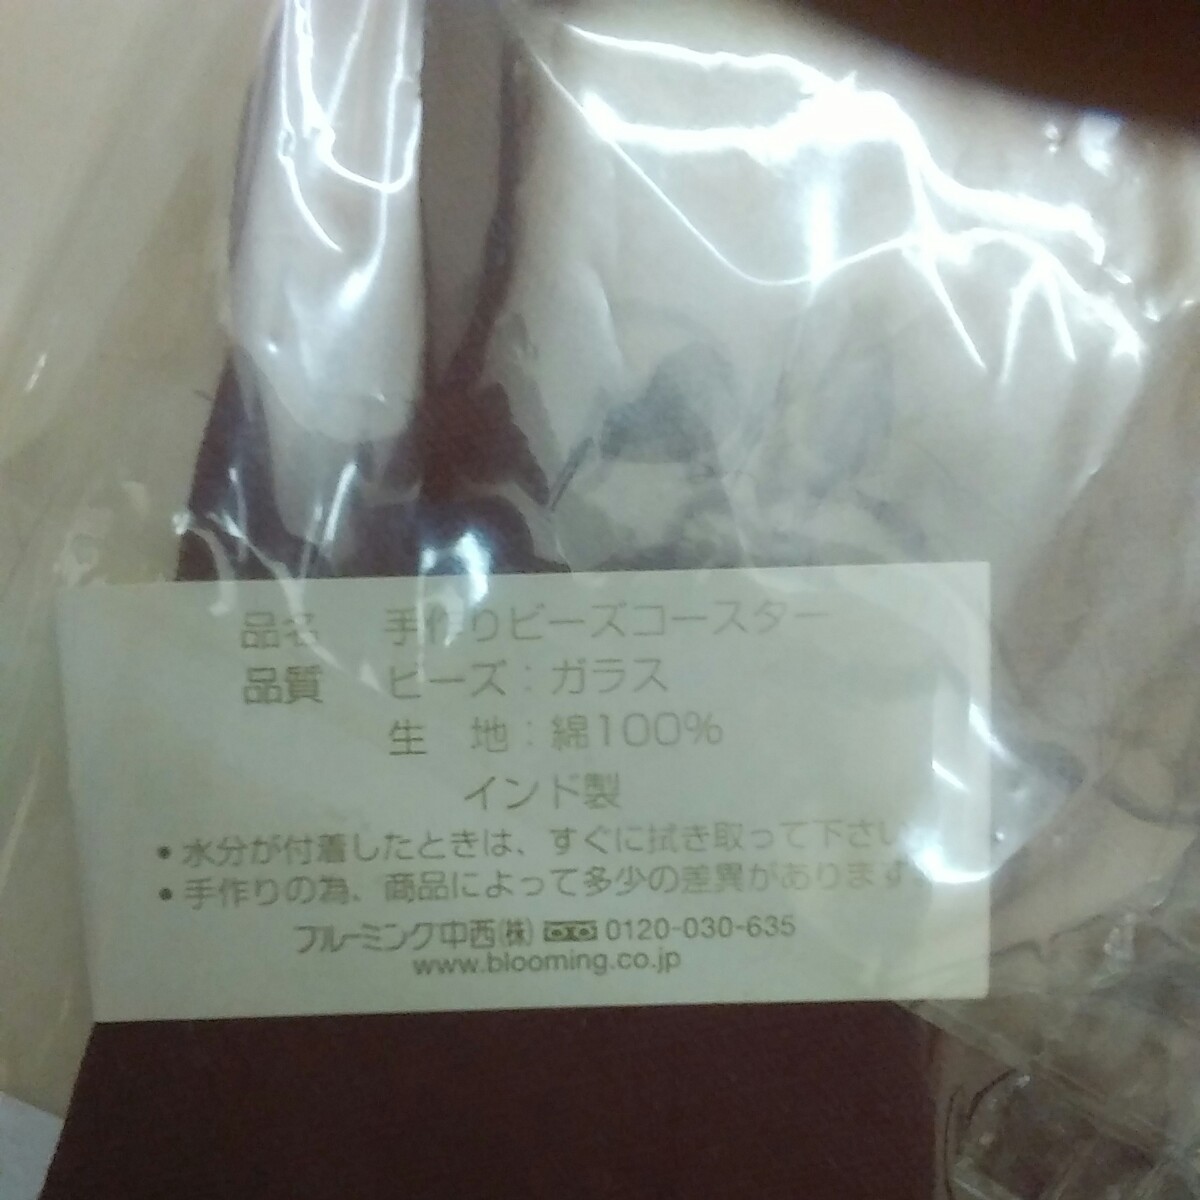 品名 手作りビーズコースター
品質 ビーズ：ガラス
生 地：綿100%
インド製
• 水分が付着したときは、すぐに拭き取って下さい
• 手作りの為、商品によって多少の差異があります。
ブルーミング中西㈱ 0120-030-635
www.blooming.co.jp